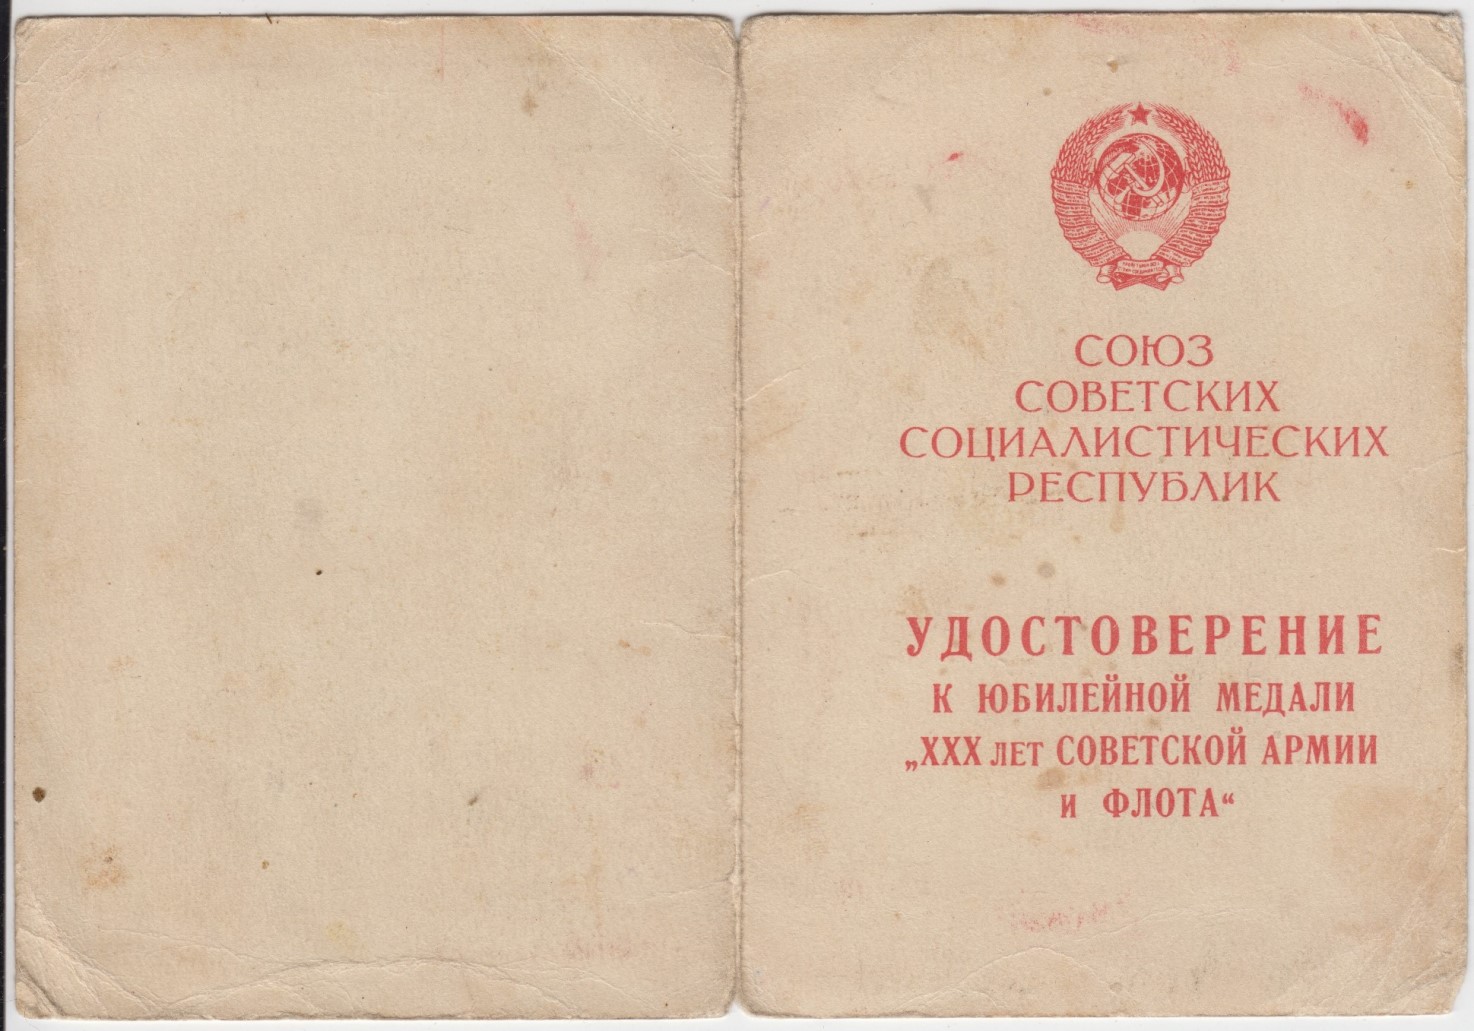 СОЮЗ
СОВЕТСКИХ
СОЦИАЛИСТИЧЕСКИХ
РЕСПУБЛИК
УДОСТОВЕРЕНИЕ
К ЮБИЛЕЙНОЙ МЕДАЛИ
„XXX ЛЕТ СОВЕТСКОЙ АРМИИ
И ФЛОТА“